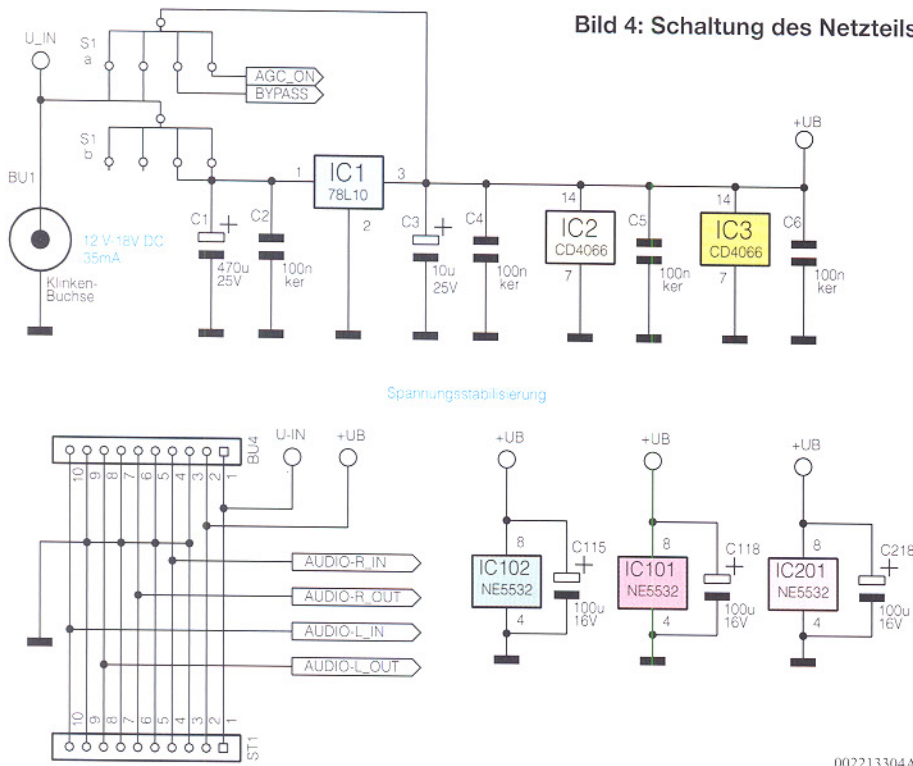 Bild 4: Schaltung des Netzteils
U_IN
S1
a
AGC_ON
BYPASS
S1
b
BU1
12 V-18V DC
35mA
Klinken-
Buchse
C1
+
470u
25V
C2
100n
ker
1
IC1
78L10
3
2
C3
+
10u
25V
C4
100n
ker
14
IC2
CD4066
7
C5
100n
ker
14
IC3
CD4066
7
+UB
C6
100n
ker
Spannungsstabilisierung
BU4
10 9 8 7 6 5 4 3 2 1
U-IN
+UB
AUDIO-R_IN
AUDIO-R_OUT
AUDIO-L_IN
AUDIO-L_OUT
10 9 8 7 6 5 4 3 2 1
ST1
+UB
8
IC102
NE5532
4
C115
+
100u
16V
+UB
8
IC101
NE5532
4
C118
+
100u
16V
+UB
8
IC201
NE5532
4
C218
+
100u
16V
002213304A